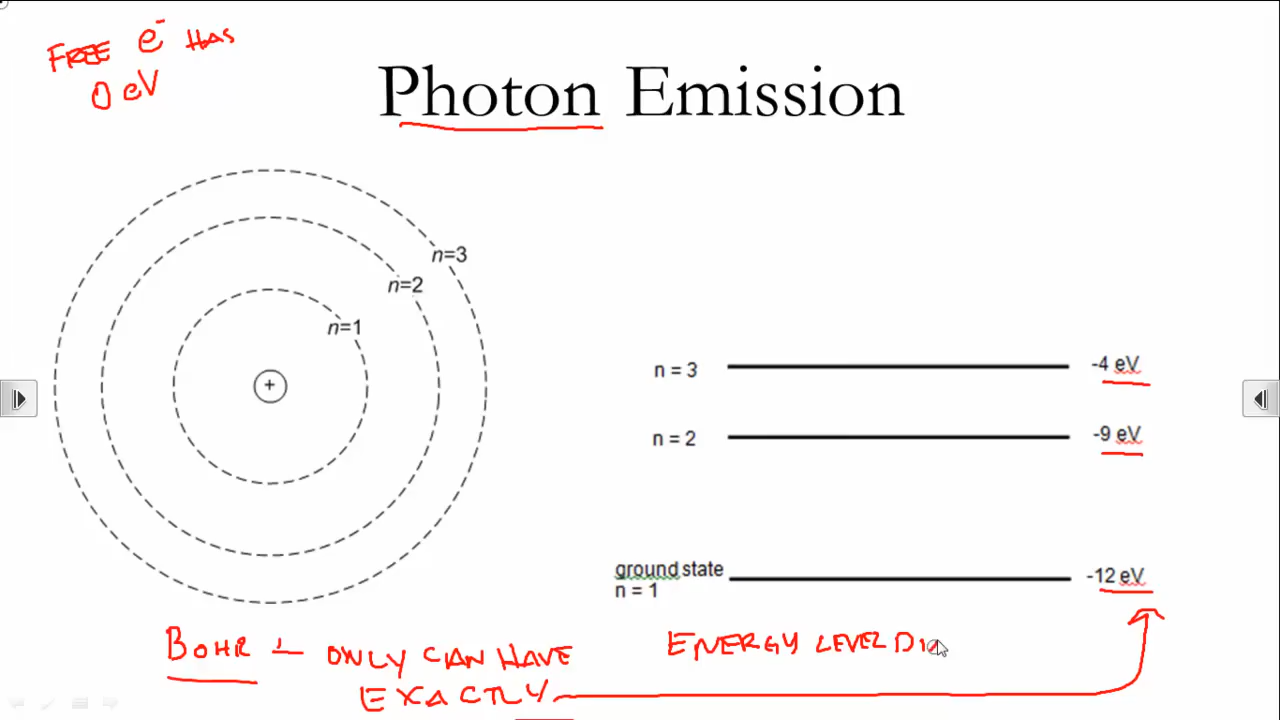 FREE e⁻ HAS
0 eV
Photon Emission
n=3
n=2
n=1
+
n = 3
-4 eV
n = 2
-9 eV
ground state
n = 1
-12 eV
BOHR - ONLY CAN HAVE
EXACTLY
ENERGY LEVEL DI